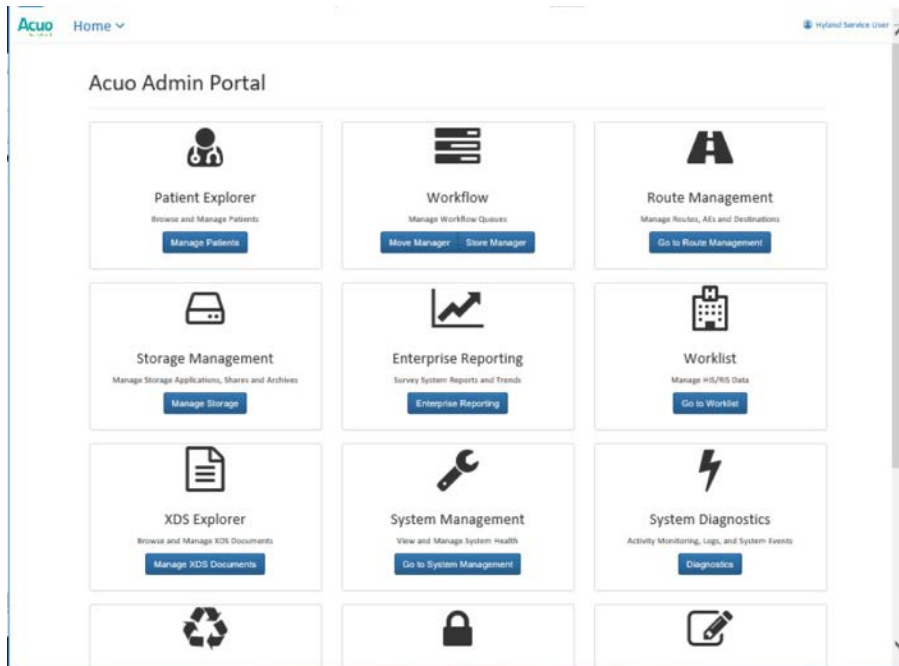 Acuo
Home
Hyland Service User
Acuo Admin Portal
Patient Explorer
Browse and Manage Patients
Manage Patients
Workflow
Manage Workflow Queues
Move Manager
Store Manager
Route Management
Manage Routes, AEs and Destinations
Go to Route Management
Storage Management
Manage Storage Applications, Shares and Archives
Manage Storage
Enterprise Reporting
Survey System Reports and Trends
Enterprise Reporting
H
Worklist
Manage HIS/RIS Data
Go to Worklist
XDS Explorer
Browse and Manage XDS Documents
Manage XDS Documents
System Management
View and Manage System Health
Go to System Management
System Diagnostics
Activity Monitoring, Logs, and System Events
Diagnostics